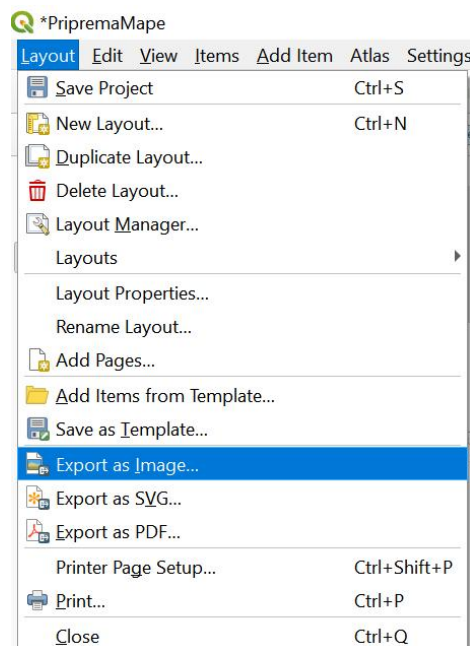 *PripremaMape
Layout Edit View Items Add Item Atlas Settings
Save Project Ctrl+S
New Layout... Ctrl+N
Duplicate Layout...
Delete Layout...
Layout Manager...
Layouts
Layout Properties...
Rename Layout...
Add Pages...
Add Items from Template...
Save as Template...
Export as Image...
Export as SVG...
Export as PDF...
Printer Page Setup... Ctrl+Shift+P
Print... Ctrl+P
Close Ctrl+Q